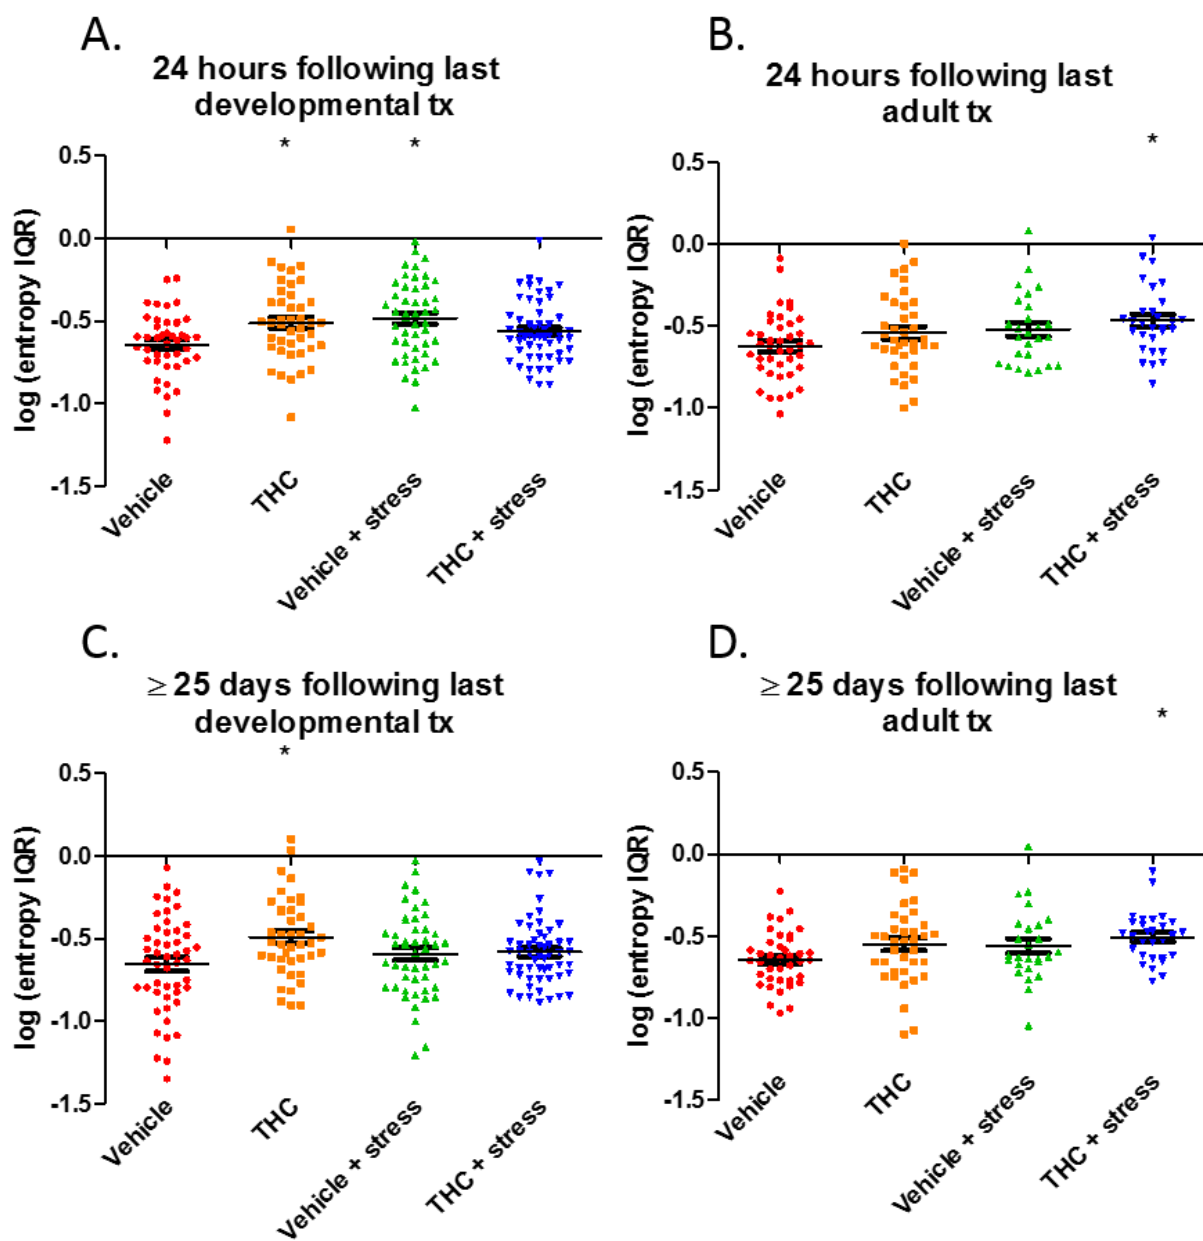 A.
24 hours following last
developmental tx
* *
log (entropy IQR)
0.5
0.0
-0.5
-1.0
-1.5
Vehicle
THC
Vehicle + stress
THC + stress
B.
24 hours following last
adult tx
*
log (entropy IQR)
0.5
0.0
-0.5
-1.0
-1.5
Vehicle
THC
Vehicle + stress
THC + stress
C.
≥ 25 days following last
developmental tx
*
log (entropy IQR)
0.5
0.0
-0.5
-1.0
-1.5
Vehicle
THC
Vehicle + stress
THC + stress
D.
≥ 25 days following last
adult tx
*
log (entropy IQR)
0.5
0.0
-0.5
-1.0
-1.5
Vehicle
THC
Vehicle + stress
THC + stress